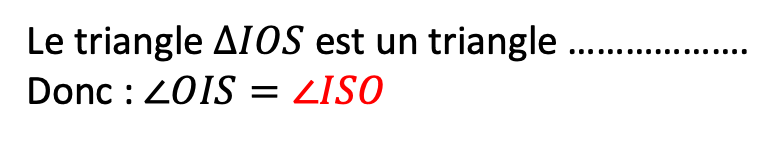 Le triangle ΔIOS est un triangle ……………….
Donc : ∠OIS = ∠ISO